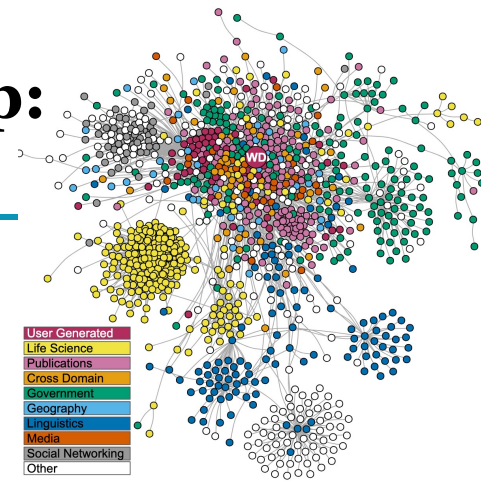 p:
WD
User Generated
Life Science
Publications
Cross Domain
Government
Geography
Linguistics
Media
Social Networking
Other